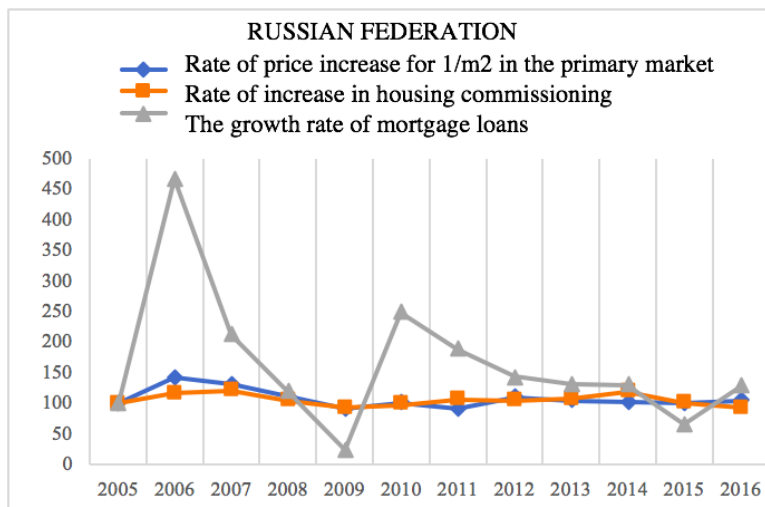 RUSSIAN FEDERATION
Rate of price increase for 1/m2 in the primary market
Rate of increase in housing commissioning
The growth rate of mortgage loans
500
450
400
350
300
250
200
150
100
50
0
2005 2006 2007 2008 2009 2010 2011 2012 2013 2014 2015 2016